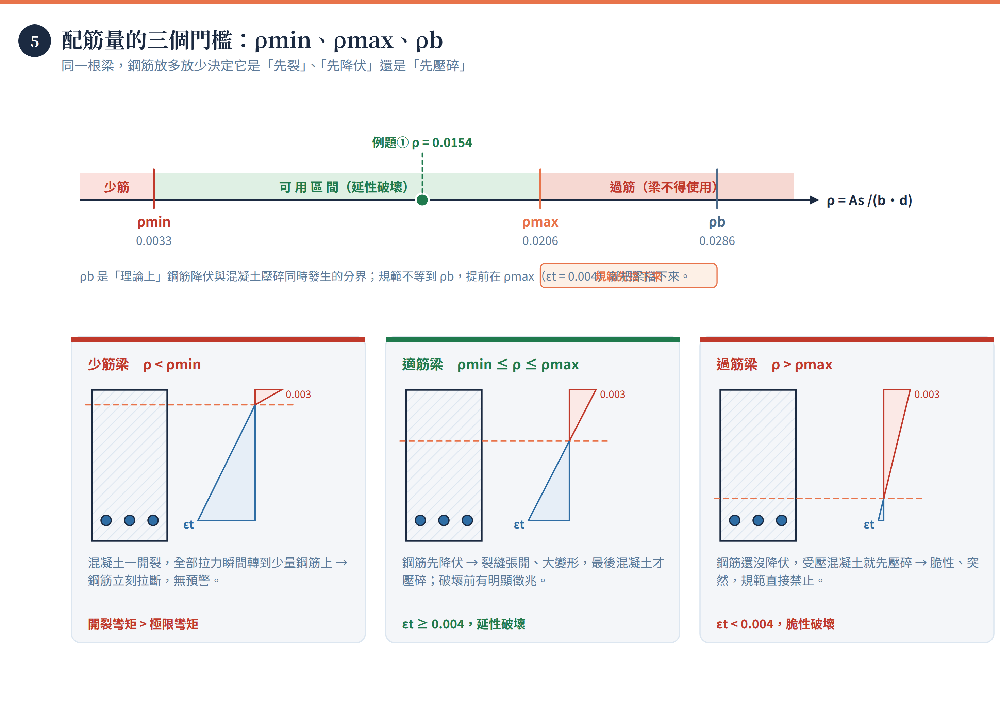 5
配筋量的三個門檻：ρmin、ρmax、ρb
同一根梁，鋼筋放多放少決定它是「先裂」、「先降伏」還是「先壓碎」
例題① ρ = 0.0154
少筋
可 用 區 間（延性破壞）
過筋（梁不得使用）
ρ = As /(b・d)
ρmin
ρmax
ρb
0.0033
0.0206
0.0286
ρb 是「理論上」鋼筋降伏與混凝土壓碎同時發生的分界；規範不等到 ρb，提前在 ρmax（εt = 0.004）就把梁擋下來。
少筋梁　ρ < ρmin
0.003
εt
混凝土一開裂，全部拉力瞬間轉到少量鋼筋上 →
鋼筋立刻拉斷，無預警。
開裂彎矩 > 極限彎矩
適筋梁　ρmin ≤ ρ ≤ ρmax
0.003
εt
鋼筋先降伏 → 裂縫張開、大變形，最後混凝土才
壓碎；破壞前有明顯徵兆。
εt ≥ 0.004，延性破壞
過筋梁　ρ > ρmax
0.003
εt
鋼筋還沒降伏，受壓混凝土就先壓碎 → 脆性、突
然，規範直接禁止。
εt < 0.004，脆性破壞